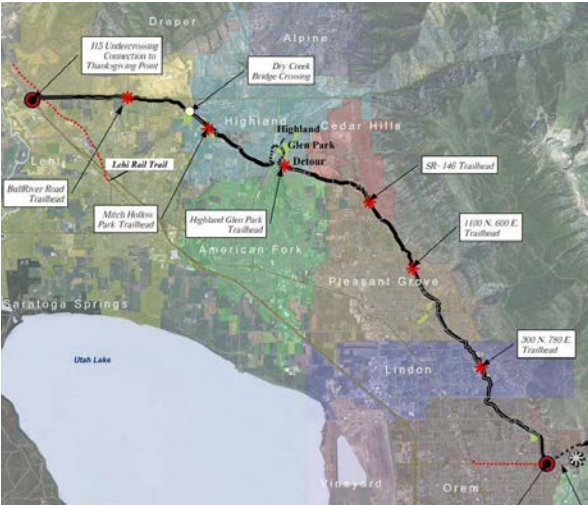 Draper
Alpine
I15 Undercrossing
Connection to
Thanksgiving Point
Dry Creek
Bridge Crossing
Highland
Cedar Hills
Highland
Glen Park
Detour
Lehi
Lehi Rail Trail
SR- 146 Trailhead
BullRiver Road
Trailhead
Mitch Hollow
Park Trailhead
Highland Glen Park
Trailhead
1100 N. 600 E.
Trailhead
American Fork
Pleasant Grove
Saratoga Springs
Utah Lake
300 N. 780 E.
Trailhead
Lindon
Vineyard
Orem